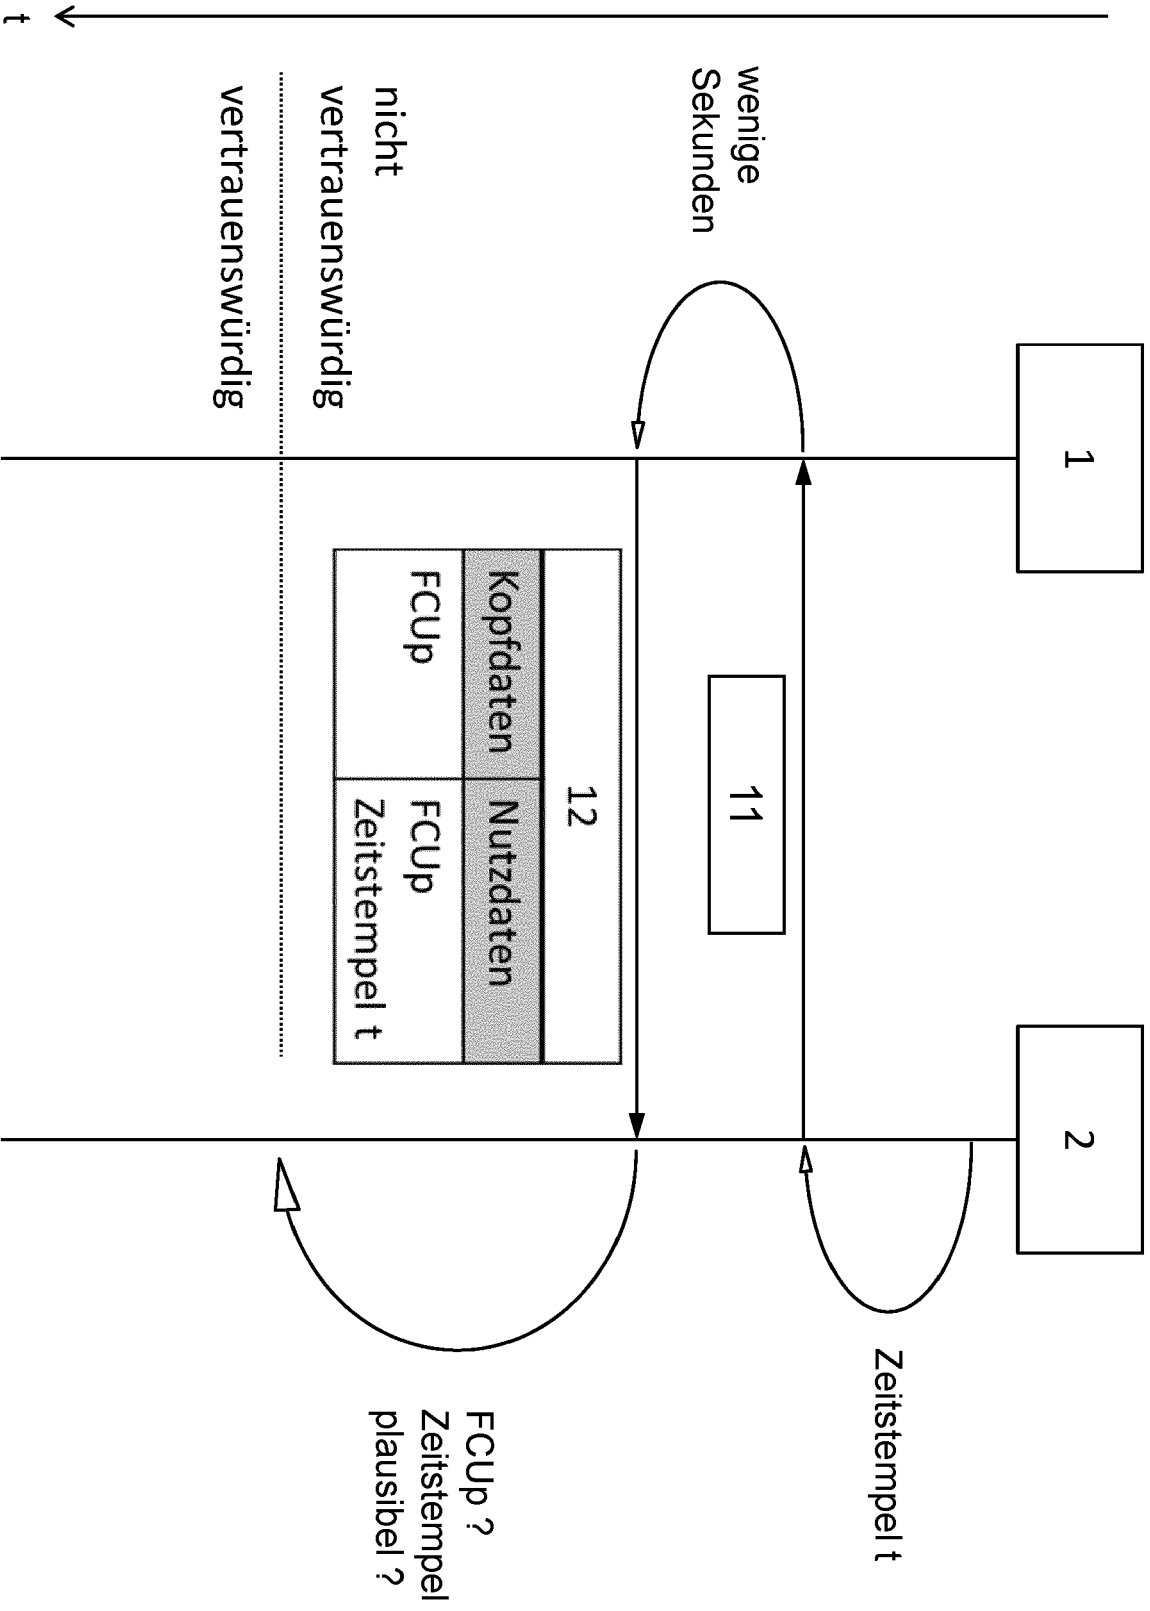 1
2
Zeitstempel t
wenige
Sekunden
11
12
Kopfdaten
Nutzdaten
FCUp
FCUp
Zeitstempel t
FCUp ?
Zeitstempel
plausibel ?
nicht
vertrauenswürdig
vertrauenswürdig
t